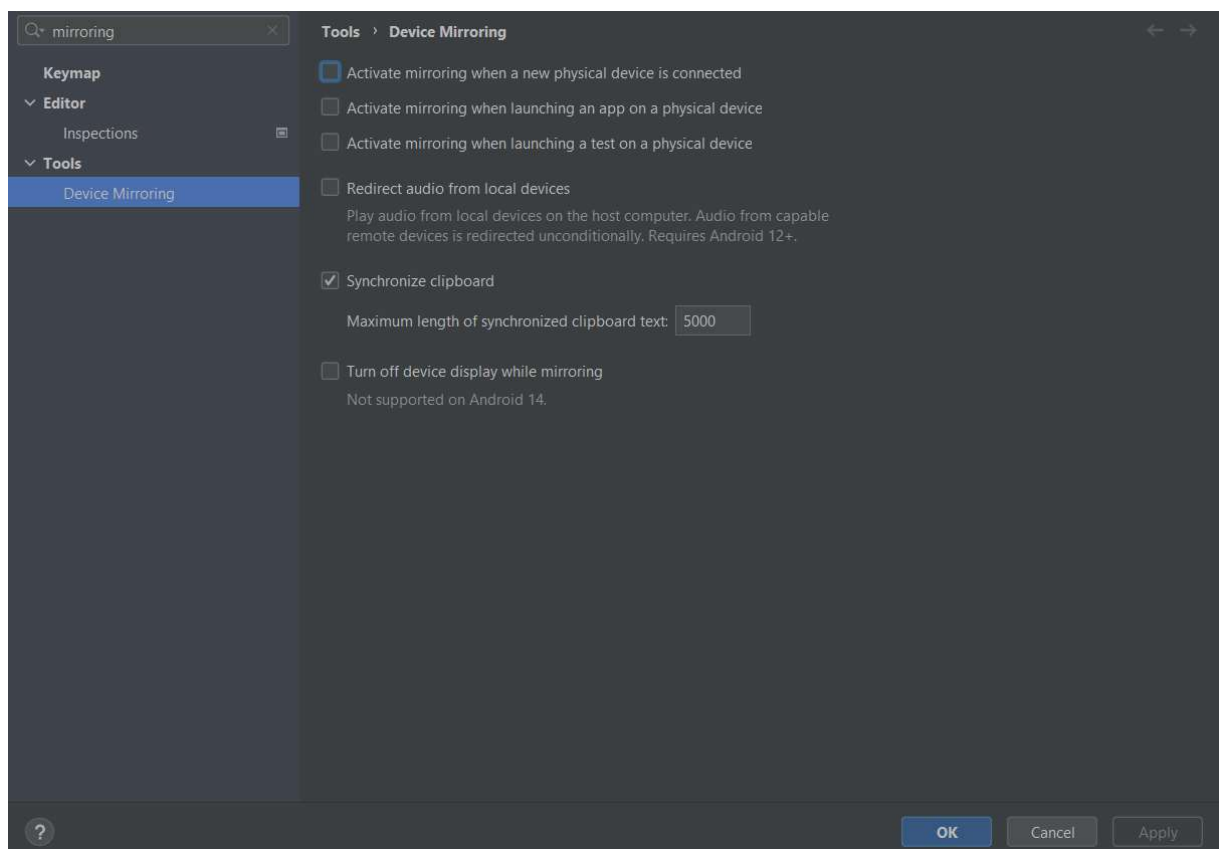 mirroring
Keymap
Editor
Inspections
Tools
Device Mirroring
Tools › Device Mirroring
Activate mirroring when a new physical device is connected
Activate mirroring when launching an app on a physical device
Activate mirroring when launching a test on a physical device
Redirect audio from local devices
Play audio from local devices on the host computer. Audio from capable
remote devices is redirected unconditionally. Requires Android 12+.
Synchronize clipboard
Maximum length of synchronized clipboard text: 5000
Turn off device display while mirroring
Not supported on Android 14.
? OK Cancel Apply